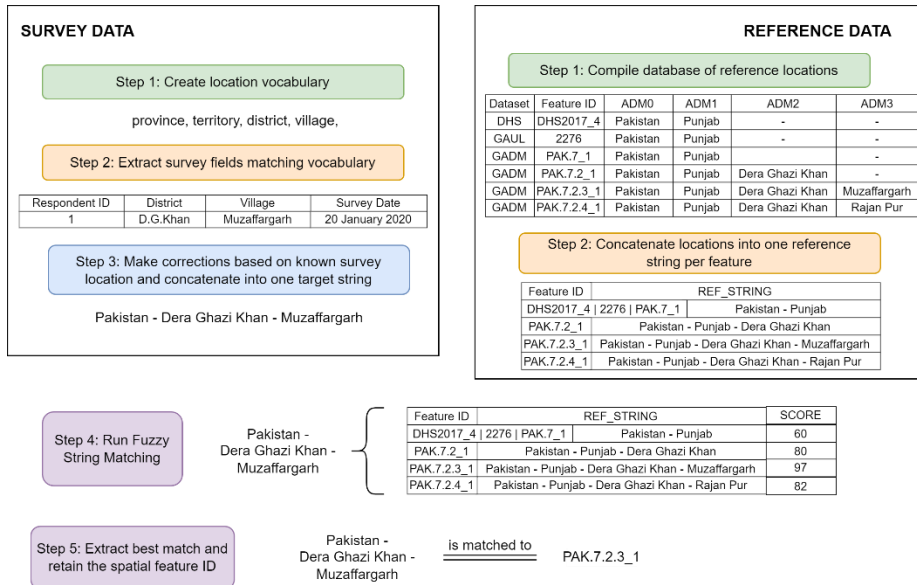 SURVEY DATA
Step 1: Create location vocabulary
province, territory, district, village,
Step 2: Extract survey fields matching vocabulary
Respondent ID District Village Survey Date
1 D.G.Khan Muzaffargarh 20 January 2020
Step 3: Make corrections based on known survey
location and concatenate into one target string
Pakistan - Dera Ghazi Khan - Muzaffargarh
REFERENCE DATA
Step 1: Compile database of reference locations
Dataset Feature ID ADM0 ADM1 ADM2 ADM3
DHS DHS2017_4 Pakistan Punjab - -
GAUL 2276 Pakistan Punjab - -
GADM PAK.7_1 Pakistan Punjab -
GADM PAK.7.2_1 Pakistan Punjab Dera Ghazi Khan -
GADM PAK.7.2.3_1 Pakistan Punjab Dera Ghazi Khan Muzaffargarh
GADM PAK.7.2.4_1 Pakistan Punjab Dera Ghazi Khan Rajan Pur
Step 2: Concatenate locations into one reference
string per feature
Feature ID REF_STRING
DHS2017_4 | 2276 | PAK.7_1 Pakistan - Punjab
PAK.7.2_1 Pakistan - Punjab - Dera Ghazi Khan
PAK.7.2.3_1 Pakistan - Punjab - Dera Ghazi Khan - Muzaffargarh
PAK.7.2.4_1 Pakistan - Punjab - Dera Ghazi Khan - Rajan Pur
Step 4: Run Fuzzy
String Matching
Pakistan -
Dera Ghazi Khan -
Muzaffargarh
Feature ID REF_STRING SCORE
DHS2017_4 | 2276 | PAK.7_1 Pakistan - Punjab 60
PAK.7.2_1 Pakistan - Punjab - Dera Ghazi Khan 80
PAK.7.2.3_1 Pakistan - Punjab - Dera Ghazi Khan - Muzaffargarh 97
PAK.7.2.4_1 Pakistan - Punjab - Dera Ghazi Khan - Rajan Pur 82
Step 5: Extract best match and
retain the spatial feature ID
Pakistan -
Dera Ghazi Khan -
Muzaffargarh
is matched to
PAK.7.2.3_1